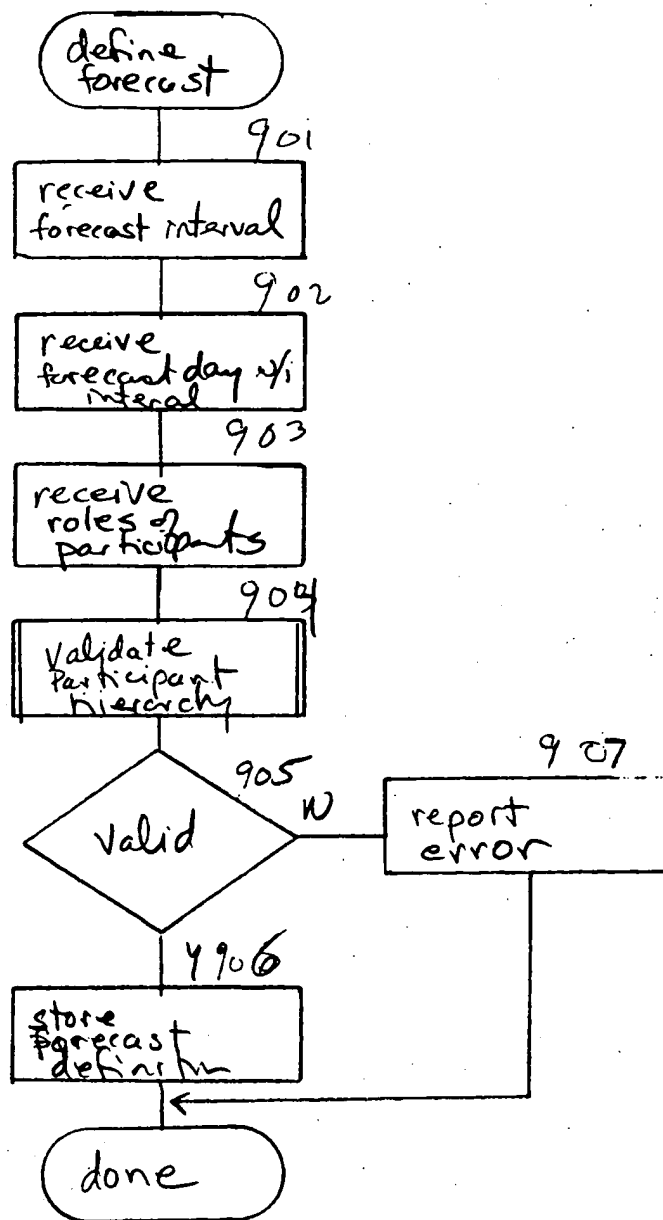 define
forecast
901
receive
forecast interval
902
receive
forecast day w/i
interval
903
receive
roles of
participants
904
validate
Participant
hierarchy
905
valid
N
907
report
error
Y 906
store
forecast
definition
done